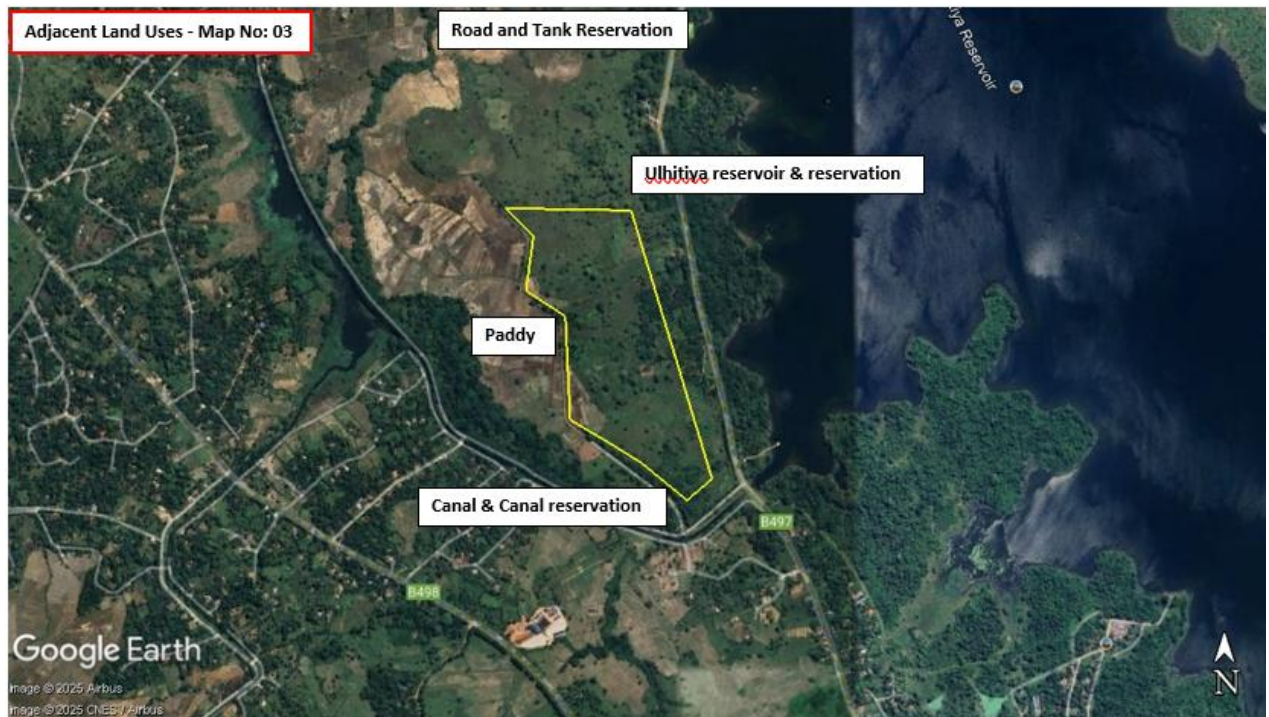 Adjacent Land Uses - Map No: 03
Road and Tank Reservation
Reservoir
Ulhitiya reservoir & reservation
Paddy
Canal & Canal reservation
B497
B498
Google Earth
Image © 2025 Airbus
Image © 2025 CNES / Airbus
N